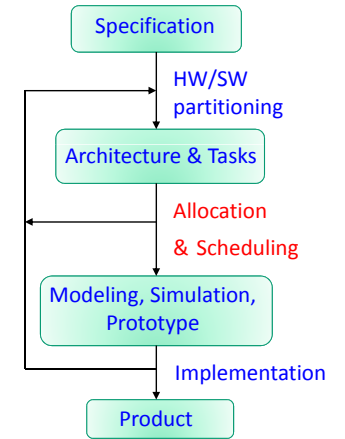 Specification
HW/SW
partitioning
Architecture & Tasks
Allocation
& Scheduling
Modeling, Simulation,
Prototype
Implementation
Product